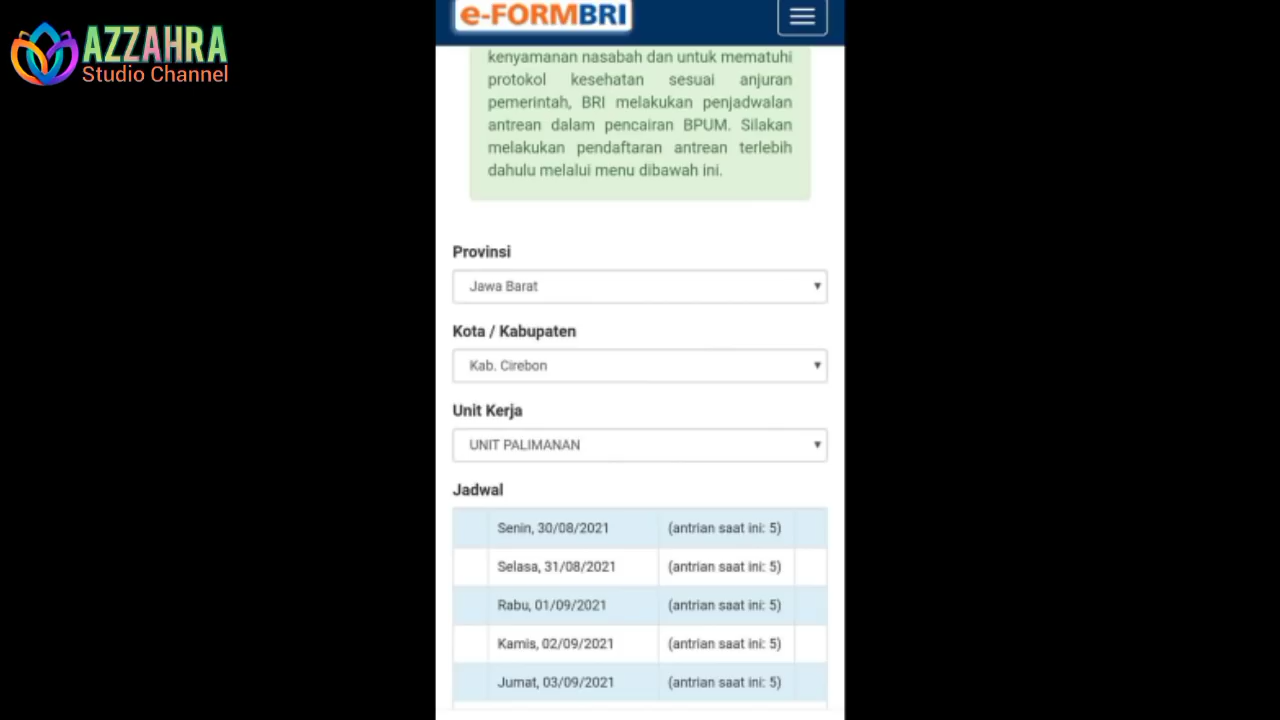 AZZAHRA
Studio Channel
e-FORMBRI
kenyamanan nasabah dan untuk mematuhi
protokol kesehatan sesuai anjuran
pemerintah, BRI melakukan penjadwalan
antrean dalam pencairan BPUM. Silakan
melakukan pendaftaran antrean terlebih
dahulu melalui menu dibawah ini.
Provinsi
Jawa Barat
Kota / Kabupaten
Kab. Cirebon
Unit Kerja
UNIT PALIMANAN
Jadwal
Senin, 30/08/2021 (antrian saat ini: 5)
Selasa, 31/08/2021 (antrian saat ini: 5)
Rabu, 01/09/2021 (antrian saat ini: 5)
Kamis, 02/09/2021 (antrian saat ini: 5)
Jumat, 03/09/2021 (antrian saat ini: 5)